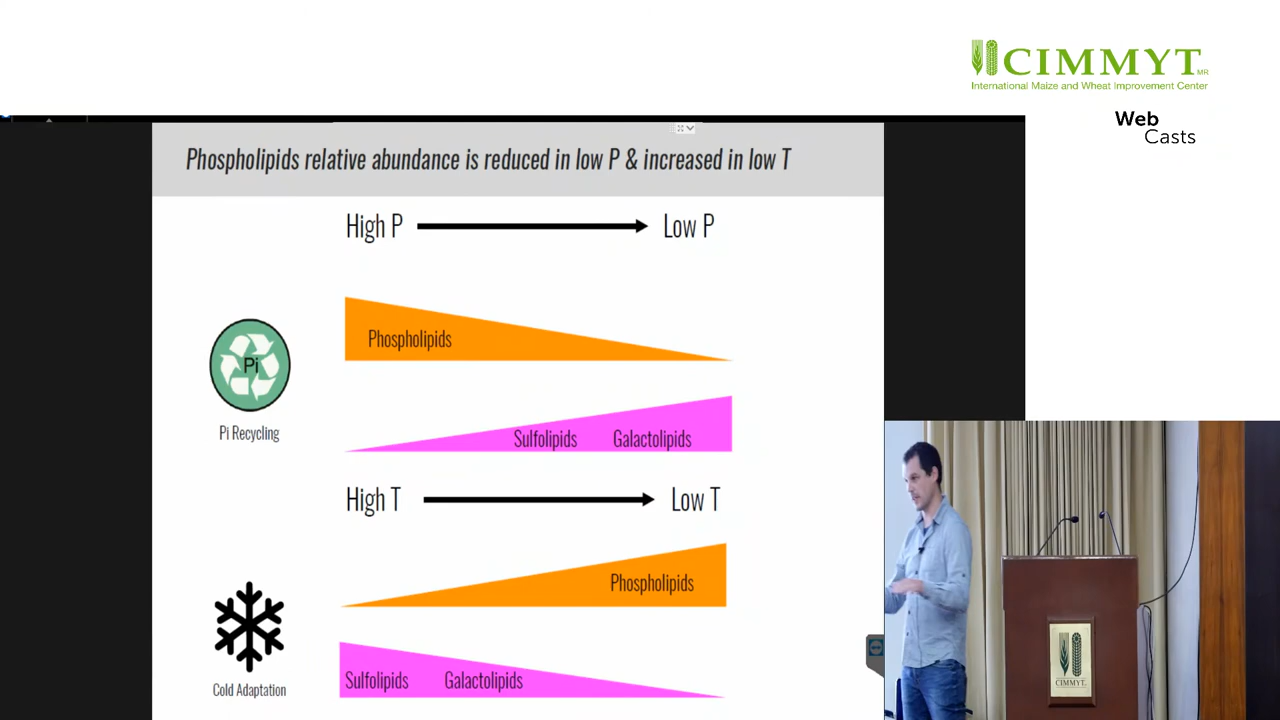 CIMMYT MR
International Maize and Wheat Improvement Center
Web
Casts
Phospholipids relative abundance is reduced in low P & increased in low T
High P
Low P
Phospholipids
Pi
Pi Recycling
Sulfolipids
Galactolipids
High T
Low T
Phospholipids
Cold Adaptation
Sulfolipids
Galactolipids
CIMMYT